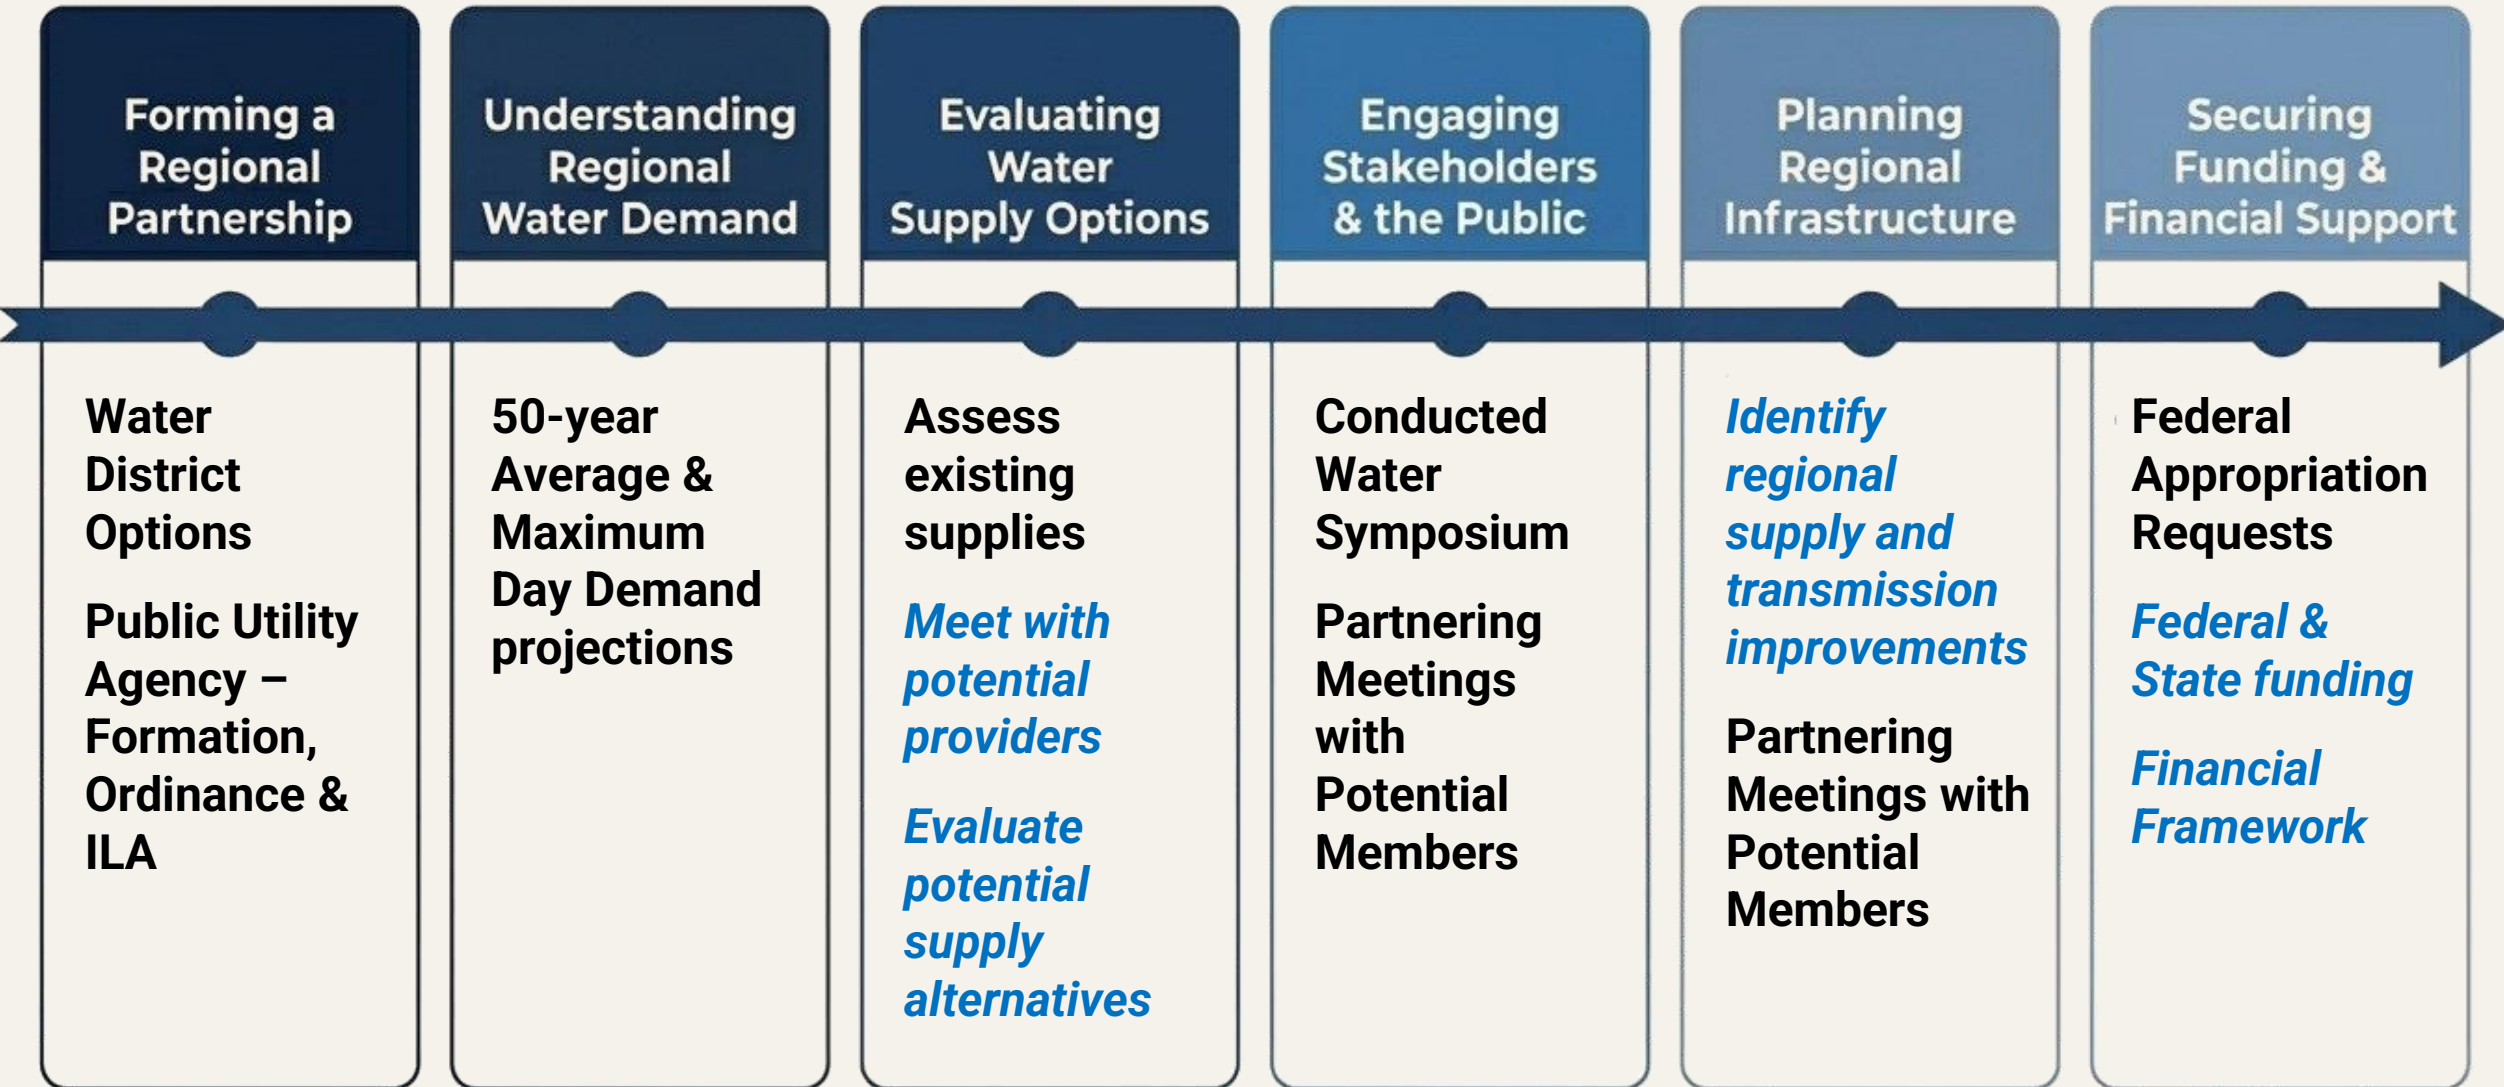 Forming a
Regional
Partnership
Water
District
Options
Public Utility
Agency –
Formation,
Ordinance &
ILA
Understanding
Regional
Water Demand
50-year
Average &
Maximum
Day Demand
projections
Evaluating
Water
Supply Options
Assess
existing
supplies
Meet with
potential
providers
Evaluate
potential
supply
alternatives
Engaging
Stakeholders
& the Public
Conducted
Water
Symposium
Partnering
Meetings
with
Potential
Members
Planning
Regional
Infrastructure
Identify
regional
supply and
transmission
improvements
Partnering
Meetings with
Potential
Members
Securing
Funding &
Financial Support
Federal
Appropriation
Requests
Federal &
State funding
Financial
Framework